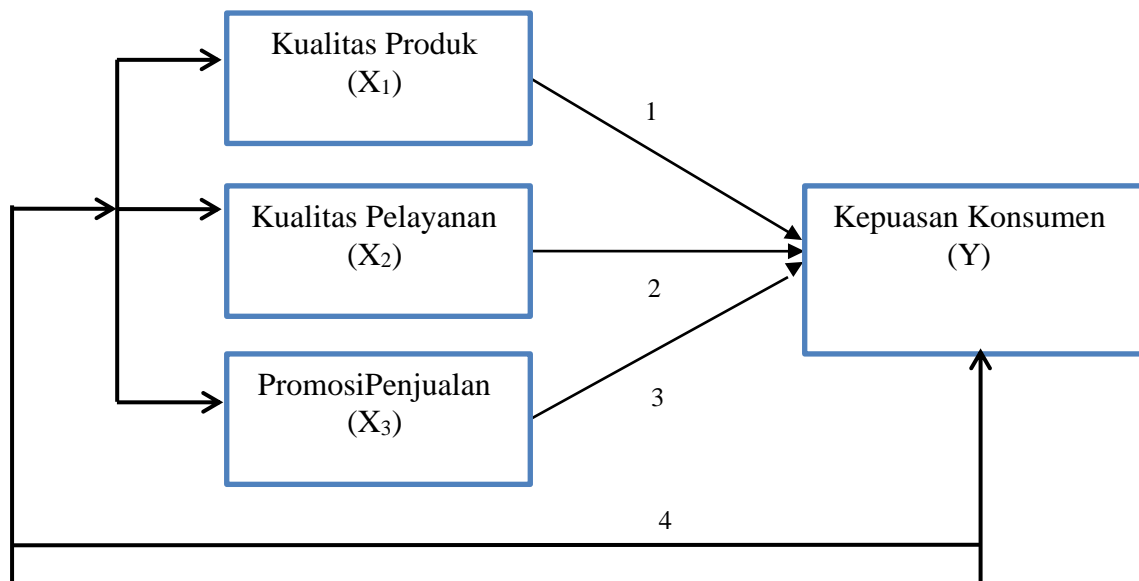 Kualitas Produk
(X₁)
1
Kualitas Pelayanan
(X₂)
2
PromosiPenjualan
(X₃)
3
Kepuasan Konsumen
(Y)
4